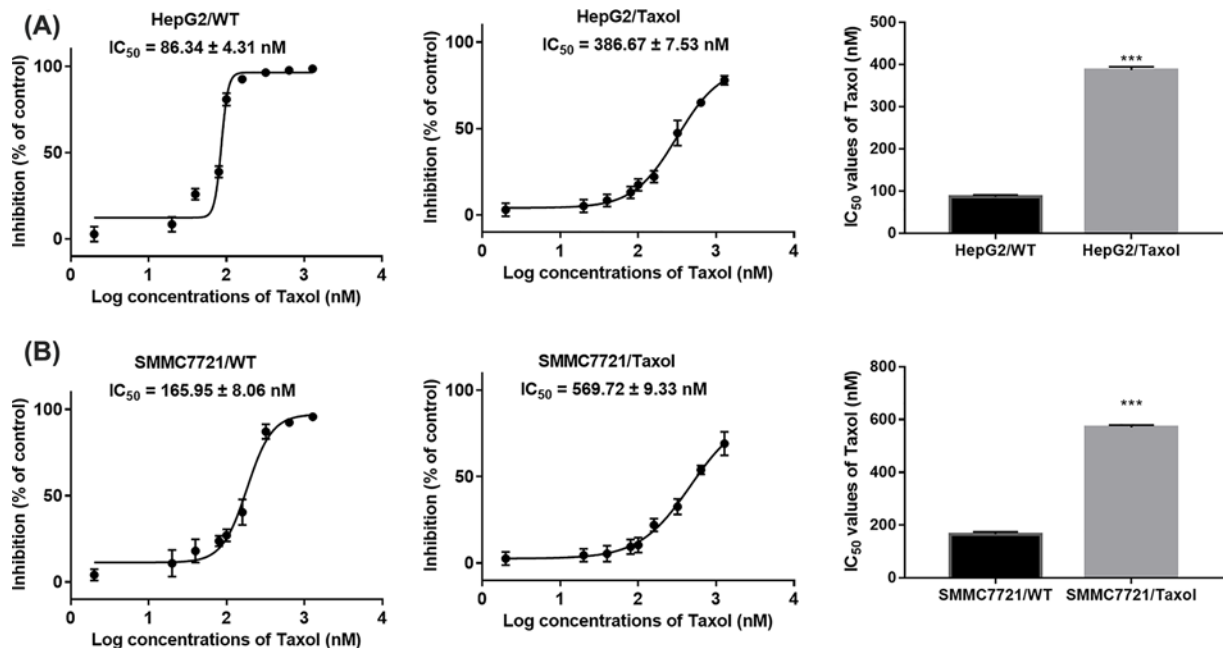 (A)
HepG2/WT
IC50 = 86.34 ± 4.31 nM
Inhibition (% of control)
100
50
0
0 1 2 3 4
Log concentrations of Taxol (nM)
HepG2/Taxol
IC50 = 386.67 ± 7.53 nM
Inhibition (% of control)
100
50
0
0 1 2 3 4
Log concentrations of Taxol (nM)
IC50 values of Taxol (nM)
500
400
300
200
100
0
***
HepG2/WT HepG2/Taxol
(B)
SMMC7721/WT
IC50 = 165.95 ± 8.06 nM
Inhibition (% of control)
100
50
0
0 1 2 3 4
Log concentrations of Taxol (nM)
SMMC7721/Taxol
IC50 = 569.72 ± 9.33 nM
Inhibition (% of control)
100
50
0
0 1 2 3 4
Log concentrations of Taxol (nM)
IC50 values of Taxol (nM)
800
600
400
200
0
***
SMMC7721/WT SMMC7721/Taxol